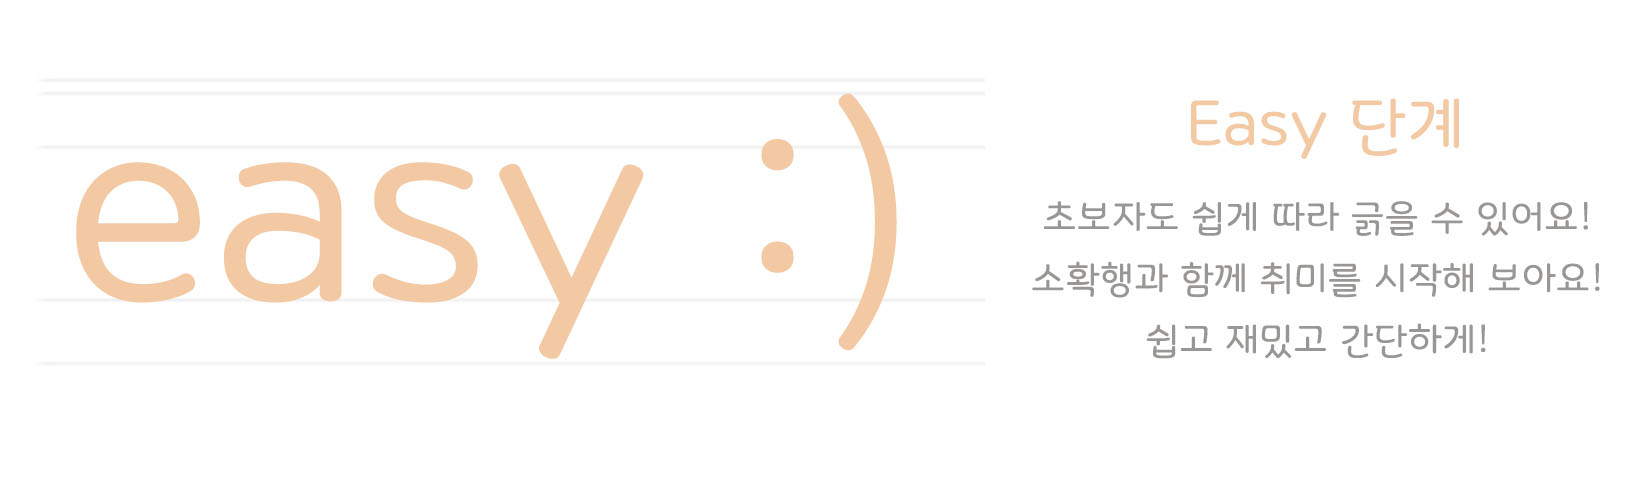 easy :)
Easy 단계
초보자도 쉽게 따라 긁을 수 있어요!
소확행과 함께 취미를 시작해 보아요!
쉽고 재밌고 간단하게!